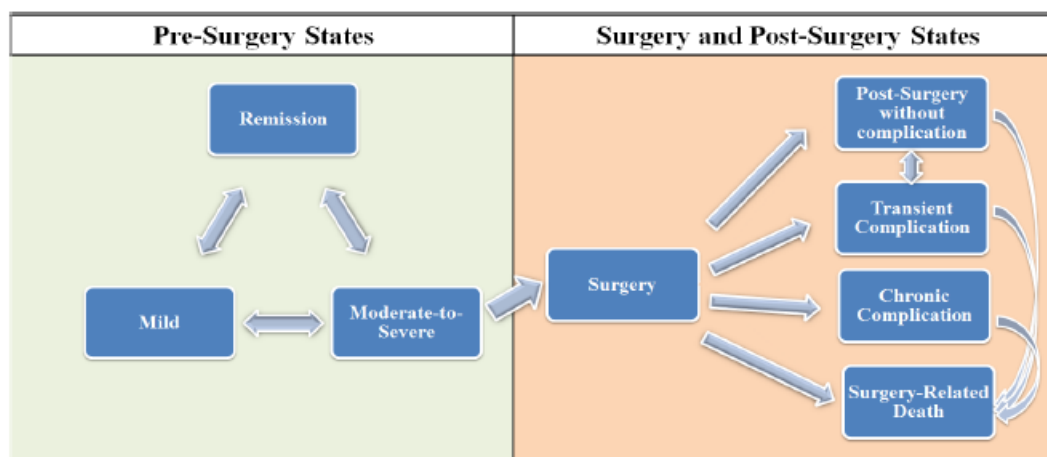 Pre-Surgery States
Surgery and Post-Surgery States
Remission
Mild
Moderate-to-
Severe
Surgery
Post-Surgery
without
complication
Transient
Complication
Chronic
Complication
Surgery-Related
Death